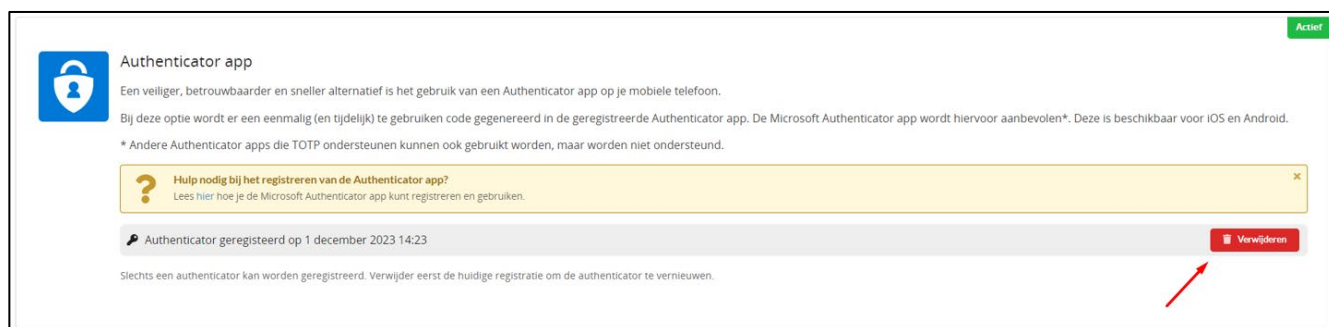 Actief
Authenticator app
Een veiliger, betrouwbaarder en sneller alternatief is het gebruik van een Authenticator app op je mobiele telefoon.
Bij deze optie wordt er een eenmalig (en tijdelijk) te gebruiken code gegenereerd in de geregistreerde Authenticator app. De Microsoft Authenticator app wordt hiervoor aanbevolen*. Deze is beschikbaar voor iOS en Android.
* Andere Authenticator apps die TOTP ondersteunen kunnen ook gebruikt worden, maar worden niet ondersteund.
Hulp nodig bij het registreren van de Authenticator app?
Lees hier hoe je de Microsoft Authenticator app kunt registreren en gebruiken.
Authenticator geregisteerd op 1 december 2023 14:23
Verwijderen
Slechts een authenticator kan worden geregistreerd. Verwijder eerst de huidige registratie om de authenticator te vernieuwen.